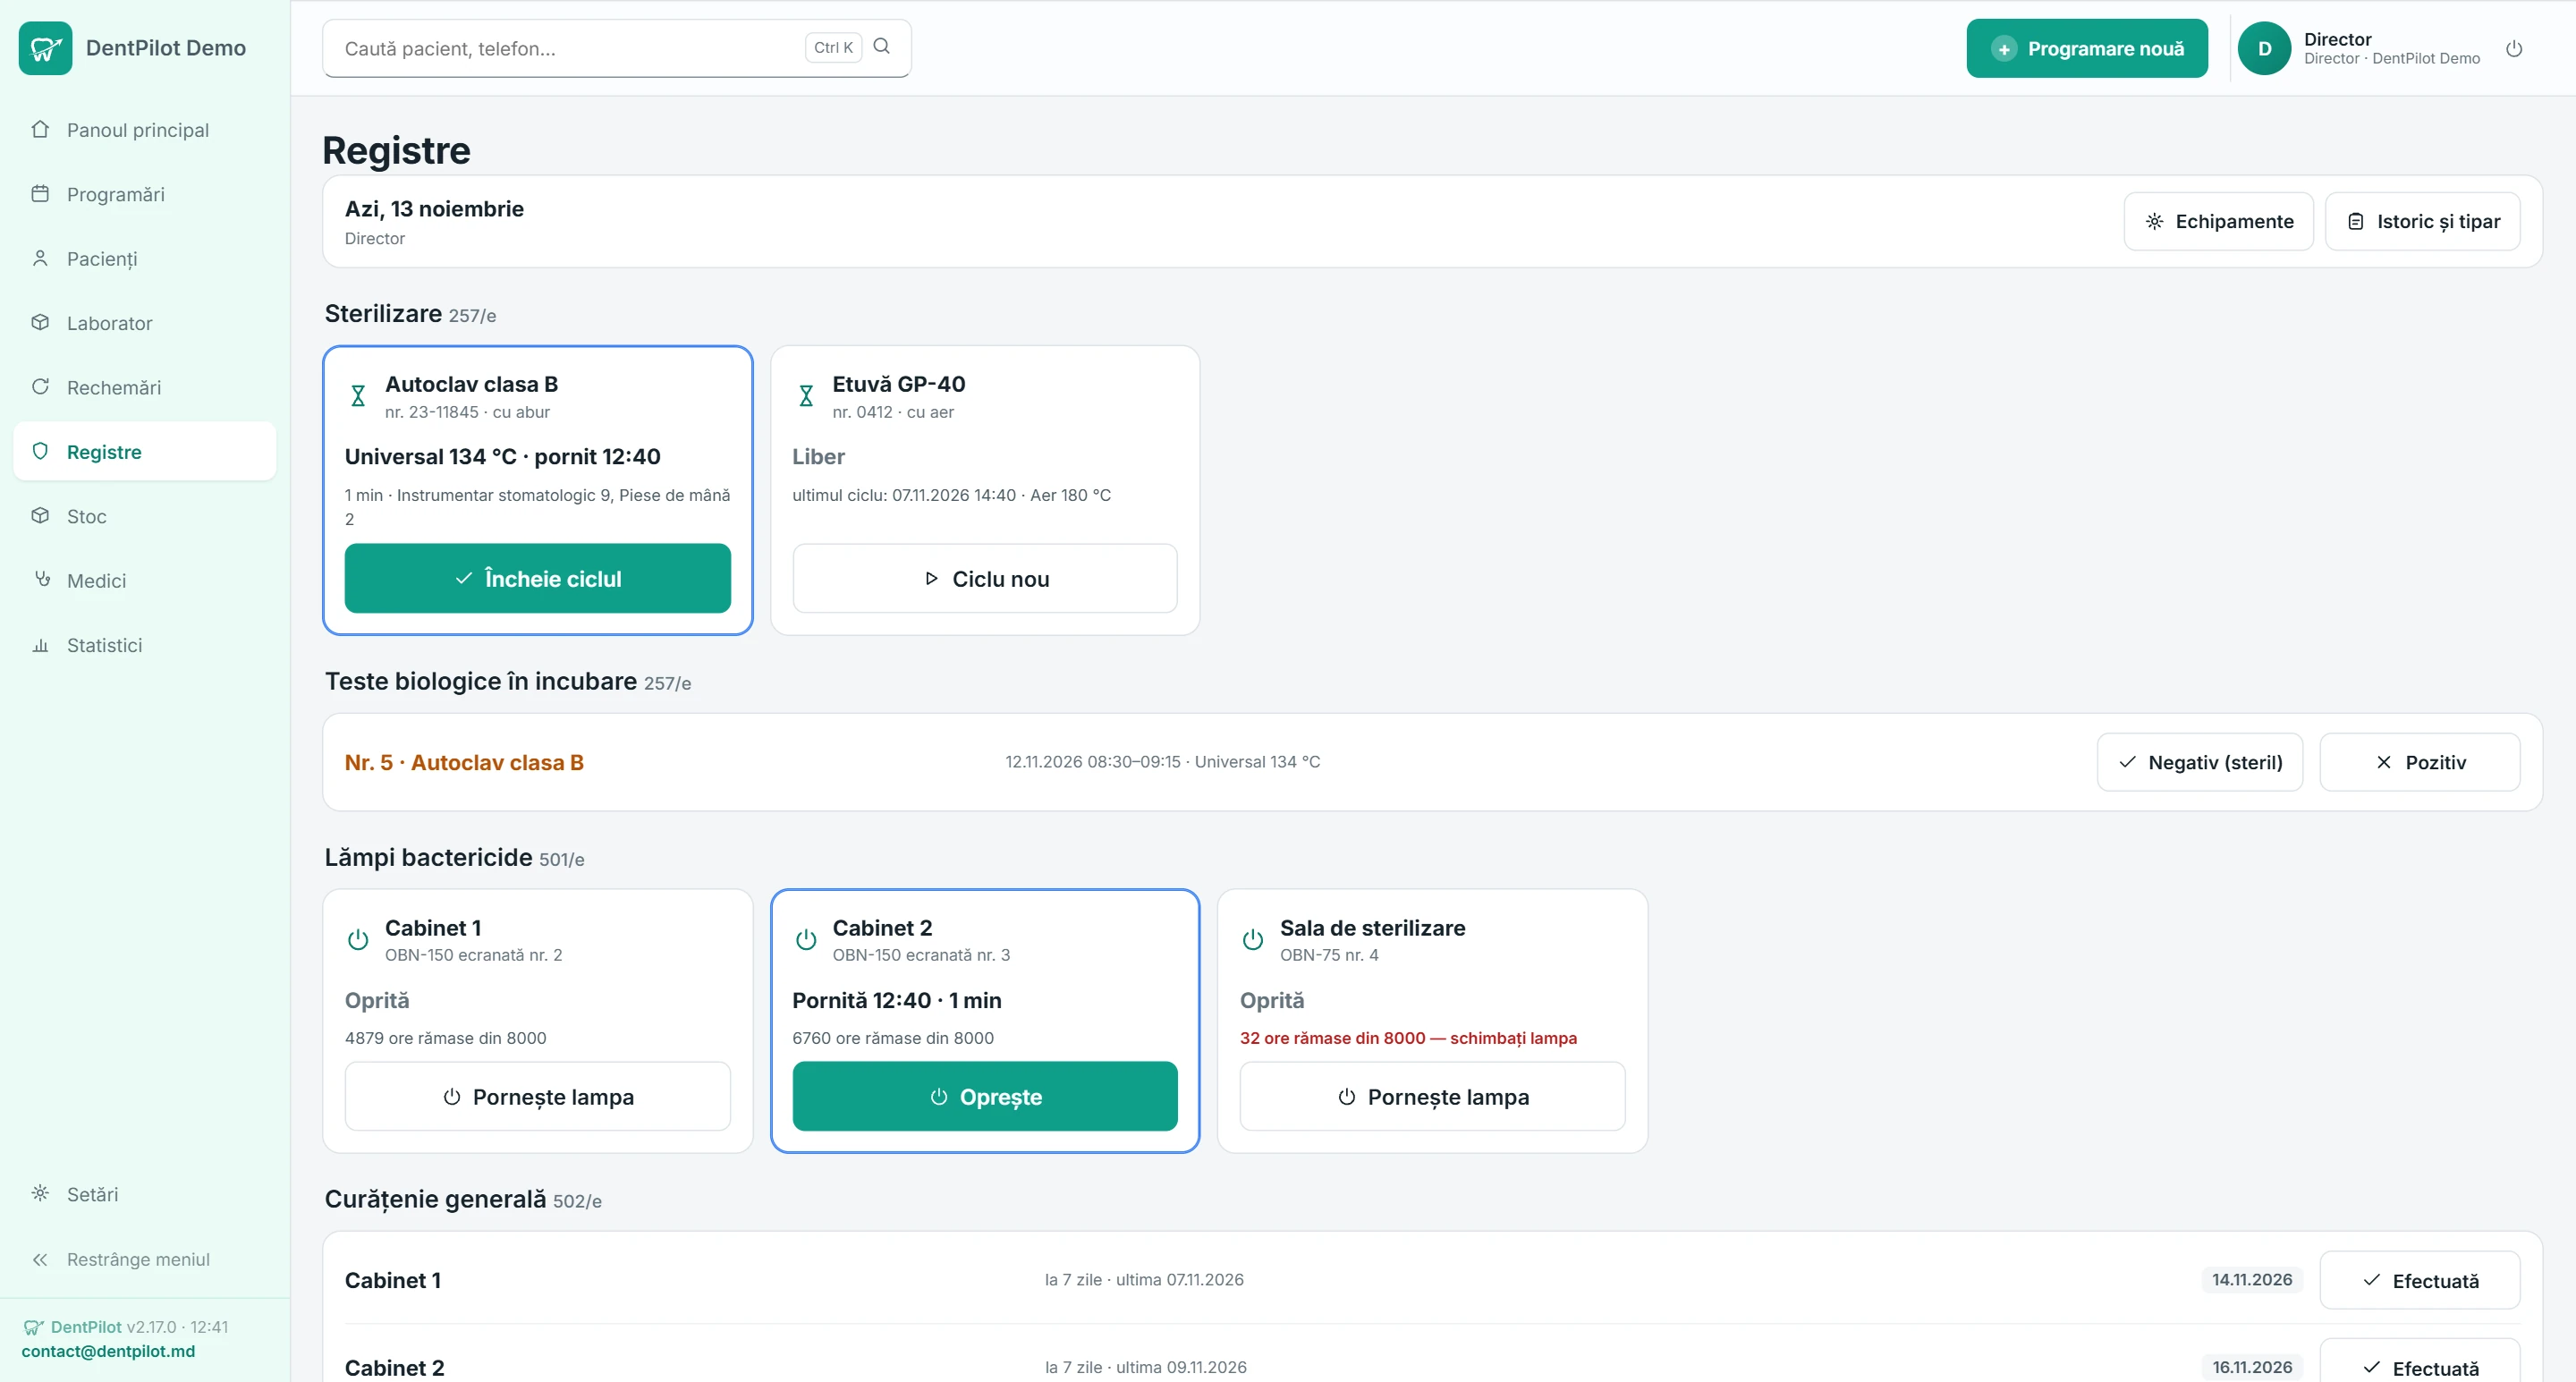 DentPilot Demo
Caută pacient, telefon...
Ctrl K
Programare nouă
D
Director
Director · DentPilot Demo
Panoul principal
Programări
Pacienți
Laborator
Rechemări
Registre
Stoc
Medici
Statistici
Setări
Restrânge meniul
DentPilot v2.17.0 · 12:41
contact@dentpilot.md
Registre
Azi, 13 noiembrie
Director
Echipamente
Istoric și tipar
Sterilizare 257/e
Autoclav clasa B
nr. 23-11845 · cu abur
Universal 134 °C · pornit 12:40
1 min · Instrumentar stomatologic 9, Piese de mână
2
Încheie ciclul
Etuvă GP-40
nr. 0412 · cu aer
Liber
ultimul ciclu: 07.11.2026 14:40 · Aer 180 °C
Ciclu nou
Teste biologice în incubare 257/e
Nr. 5 · Autoclav clasa B
12.11.2026 08:30–09:15 · Universal 134 °C
Negativ (steril)
Pozitiv
Lămpi bactericide 501/e
Cabinet 1
OBN-150 ecranată nr. 2
Oprită
4879 ore rămase din 8000
Pornește lampa
Cabinet 2
OBN-150 ecranată nr. 3
Pornită 12:40 · 1 min
6760 ore rămase din 8000
Oprește
Sala de sterilizare
OBN-75 nr. 4
Oprită
32 ore rămase din 8000 — schimbați lampa
Pornește lampa
Curățenie generală 502/e
Cabinet 1
la 7 zile · ultima 07.11.2026
14.11.2026
Efectuată
Cabinet 2
la 7 zile · ultima 09.11.2026
16.11.2026
Efectuată